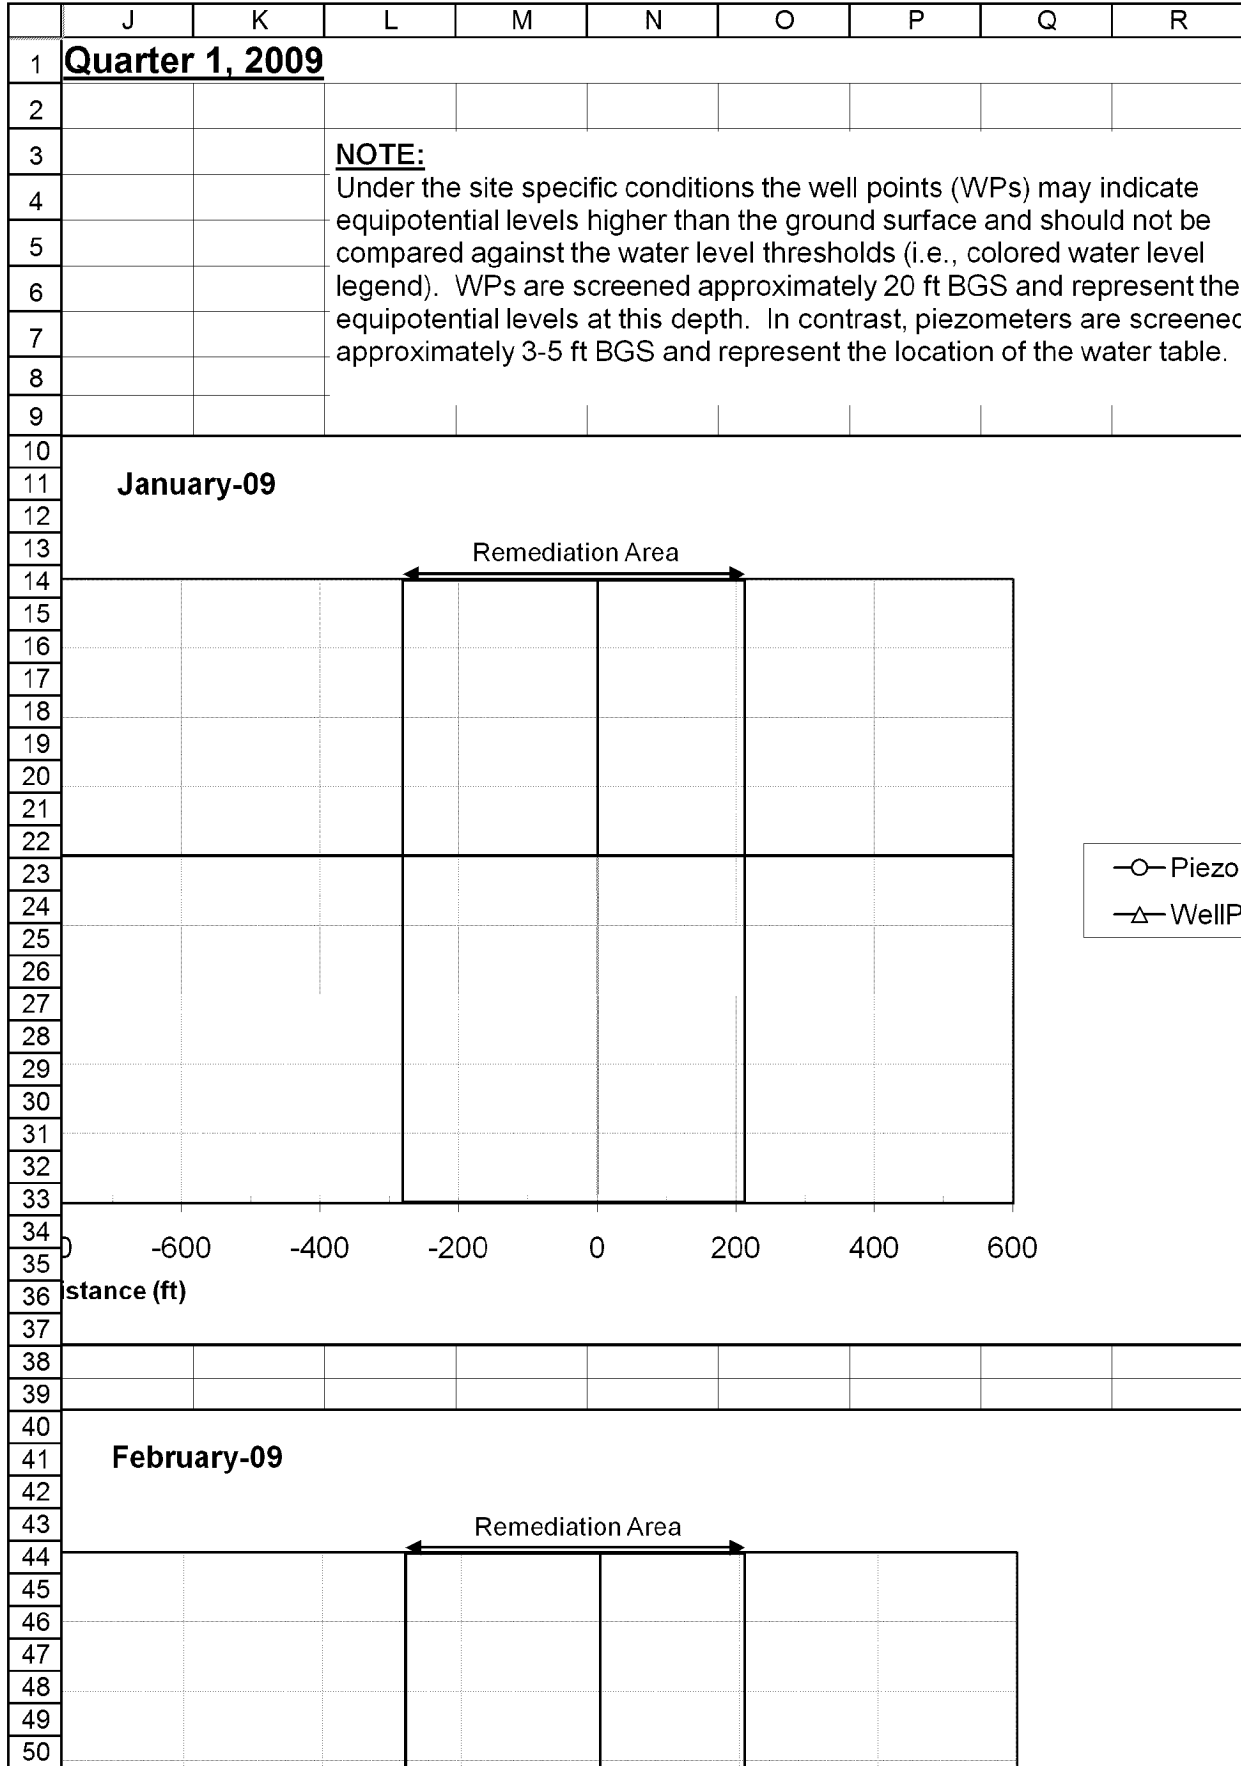 J K L M N O P Q R
1 Quarter 1, 2009
2
3 NOTE:
4 Under the site specific conditions the well points (WPs) may indicate
equipotential levels higher than the ground surface and should not be
5 compared against the water level thresholds (i.e., colored water level
6 legend). WPs are screened approximately 20 ft BGS and represent the
7 equipotential levels at this depth. In contrast, piezometers are screened
approximately 3-5 ft BGS and represent the location of the water table.
8
9
10
11 January-09
12
13 Remediation Area
14
15
16
17
18
19
20
21
22
23 Piezo
24 WellP
25
26
27
28
29
30
31
32
33
34 0 -600 -400 -200 0 200 400 600
35
36 istance (ft)
37
38
39
40
41 February-09
42
43 Remediation Area
44
45
46
47
48
49
50